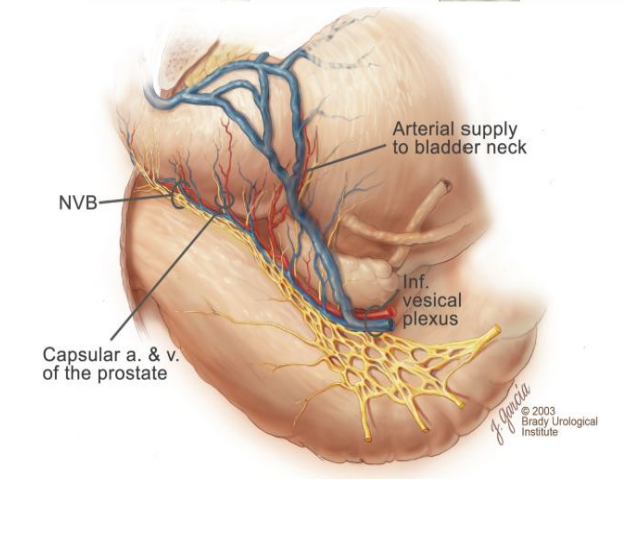 Arterial supply
to bladder neck
NVB
Inf.
vesical
plexus
Capsular a. & v.
of the prostate
J. Garcia
© 2003
Brady Urological
Institute